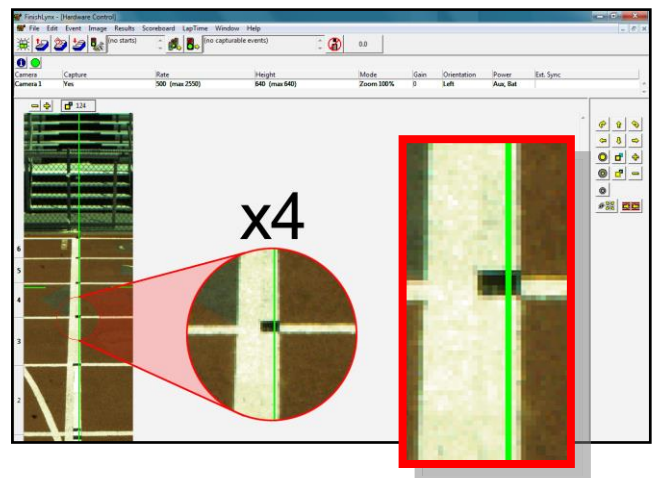 FinishLynx - [Hardware Control]
File Edit Event Image Results Scoreboard LapTime Window Help
(no starts) (no capturable events) 0.0
Camera Capture Rate Height Mode Gain Orientation Power Ext. Sync
Camera 1 Yes 500 (max 2550) 640 (max 640) Zoom 100% 0 Left Aux, Bat
124
x4
6
5
4
3
2